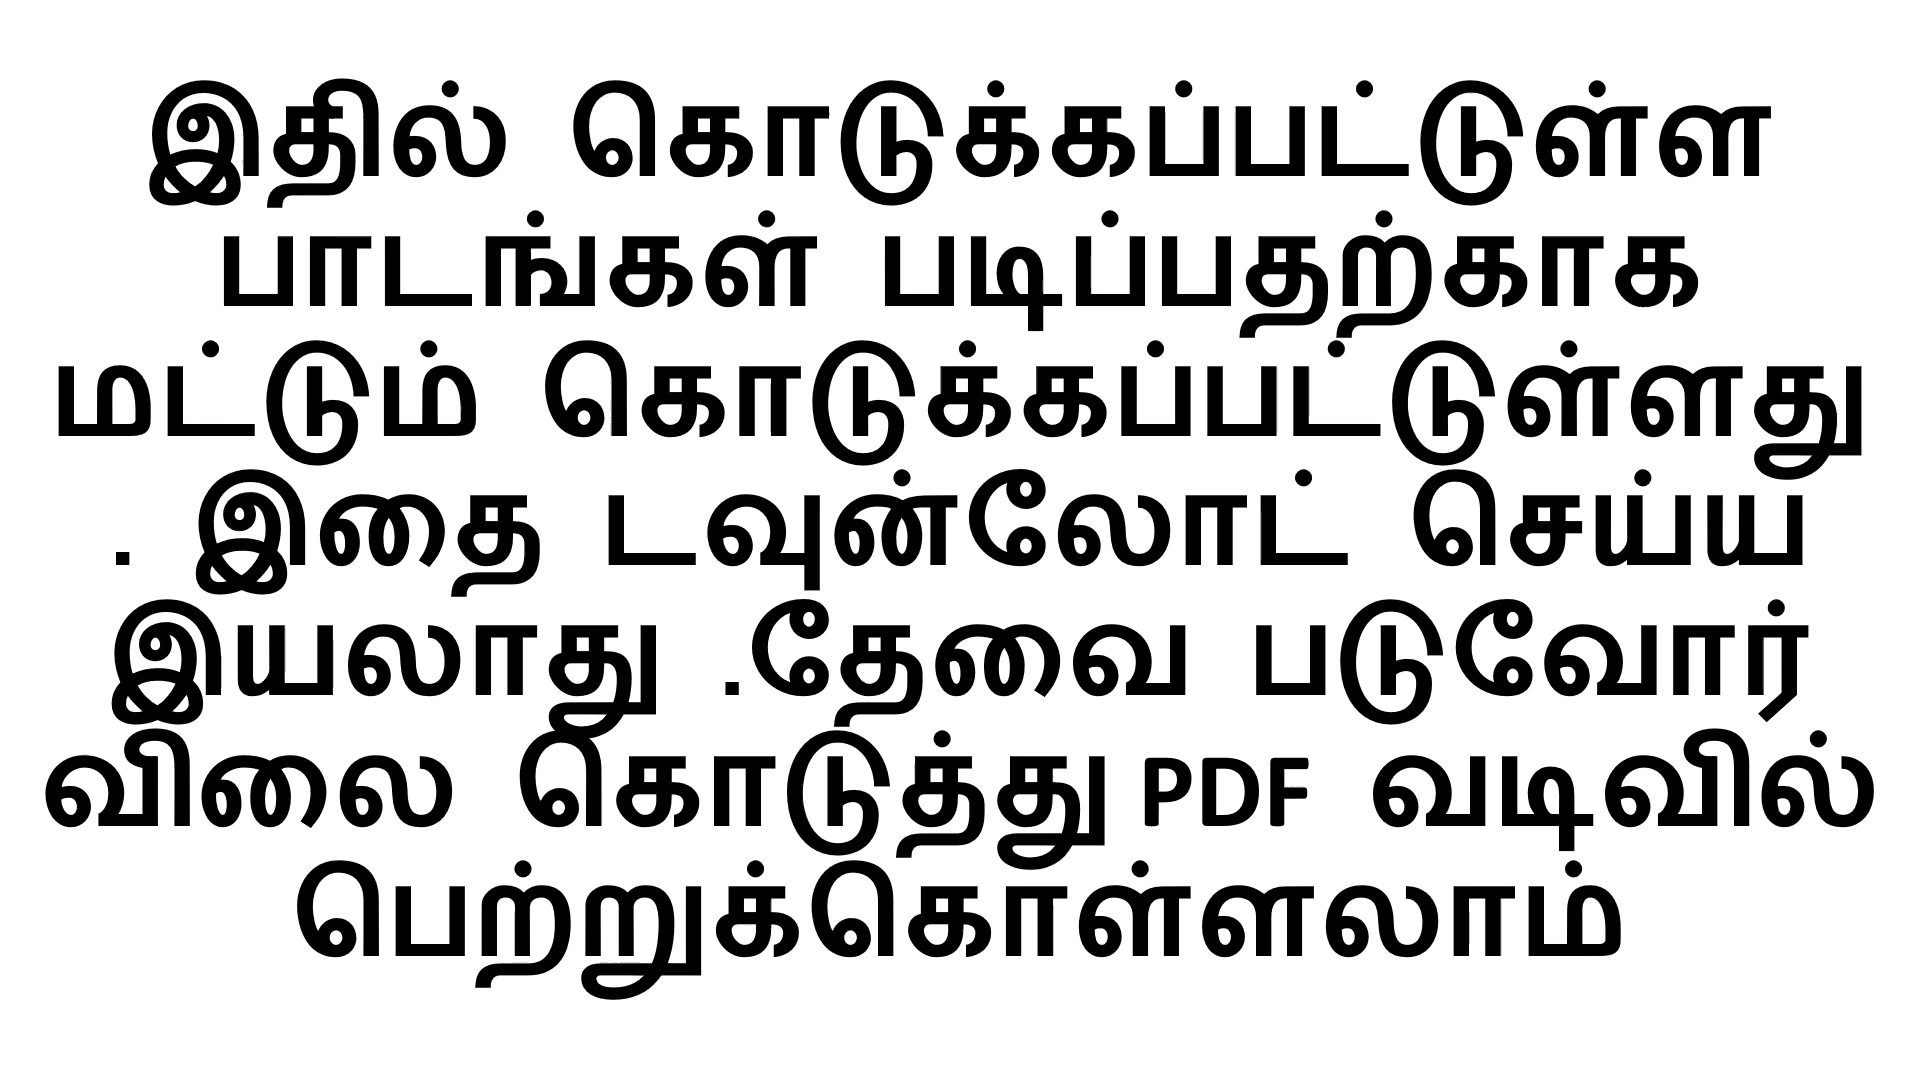 இதில் கொடுக்கப்பட்டுள்ள
பாடங்கள் படிப்பதற்காக
மட்டும் கொடுக்கப்பட்டுள்ளது
. இதை டவுன்லோட் செய்ய
இயலாது .தேவை படுவோர்
விலை கொடுத்து PDF வடிவில்
பெற்றுக்கொள்ளலாம்